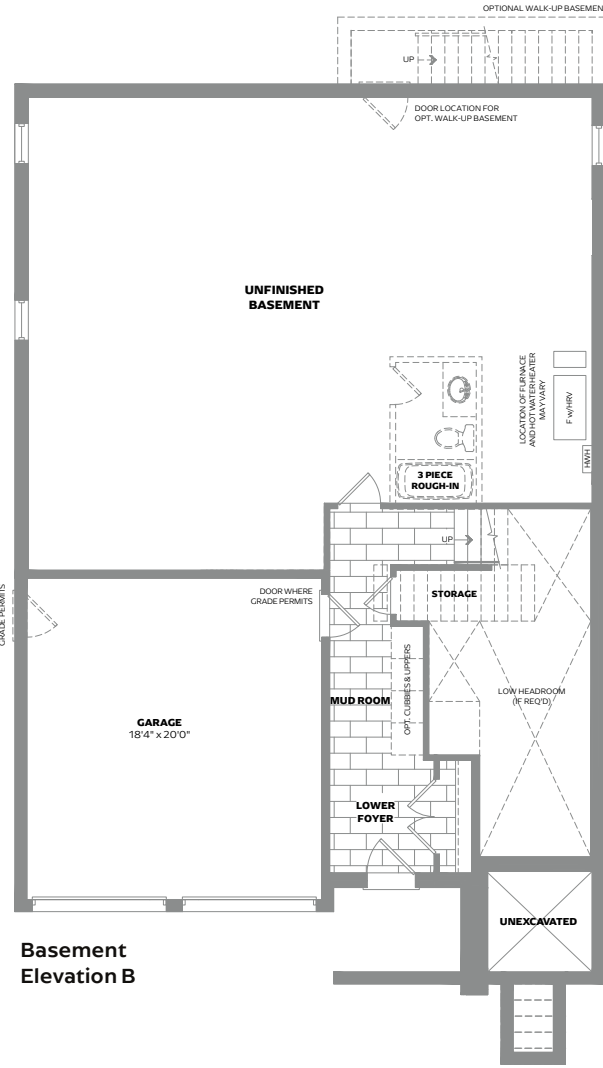 OPTIONAL WALK-UP BASEMEN
UP
DOOR LOCATION FOR
OPT. WALK-UP BASEMENT
UNFINISHED
BASEMENT
LOCATION OF FURNACE
AND HOT WATER HEATER
MAY VARY
F w/HRV
HWH
3 PIECE
ROUGH-IN
UP
STORAGE
GRADE PERMITS
DOOR WHERE
GRADE PERMITS
MUD ROOM
OPT. CUBBIES & UPPERS
LOW HEADROOM
(IF REQ'D)
GARAGE
18'4" x 20'0"
LOWER
FOYER
UNEXCAVATED
Basement
Elevation B